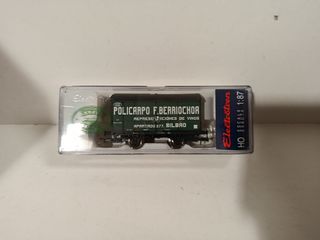 POLICARPO F. BERRIOCHOA
REPRESENTACIONES DE VINOS
APARTADO 277. BILBAO
Electrotren
HO 1:87